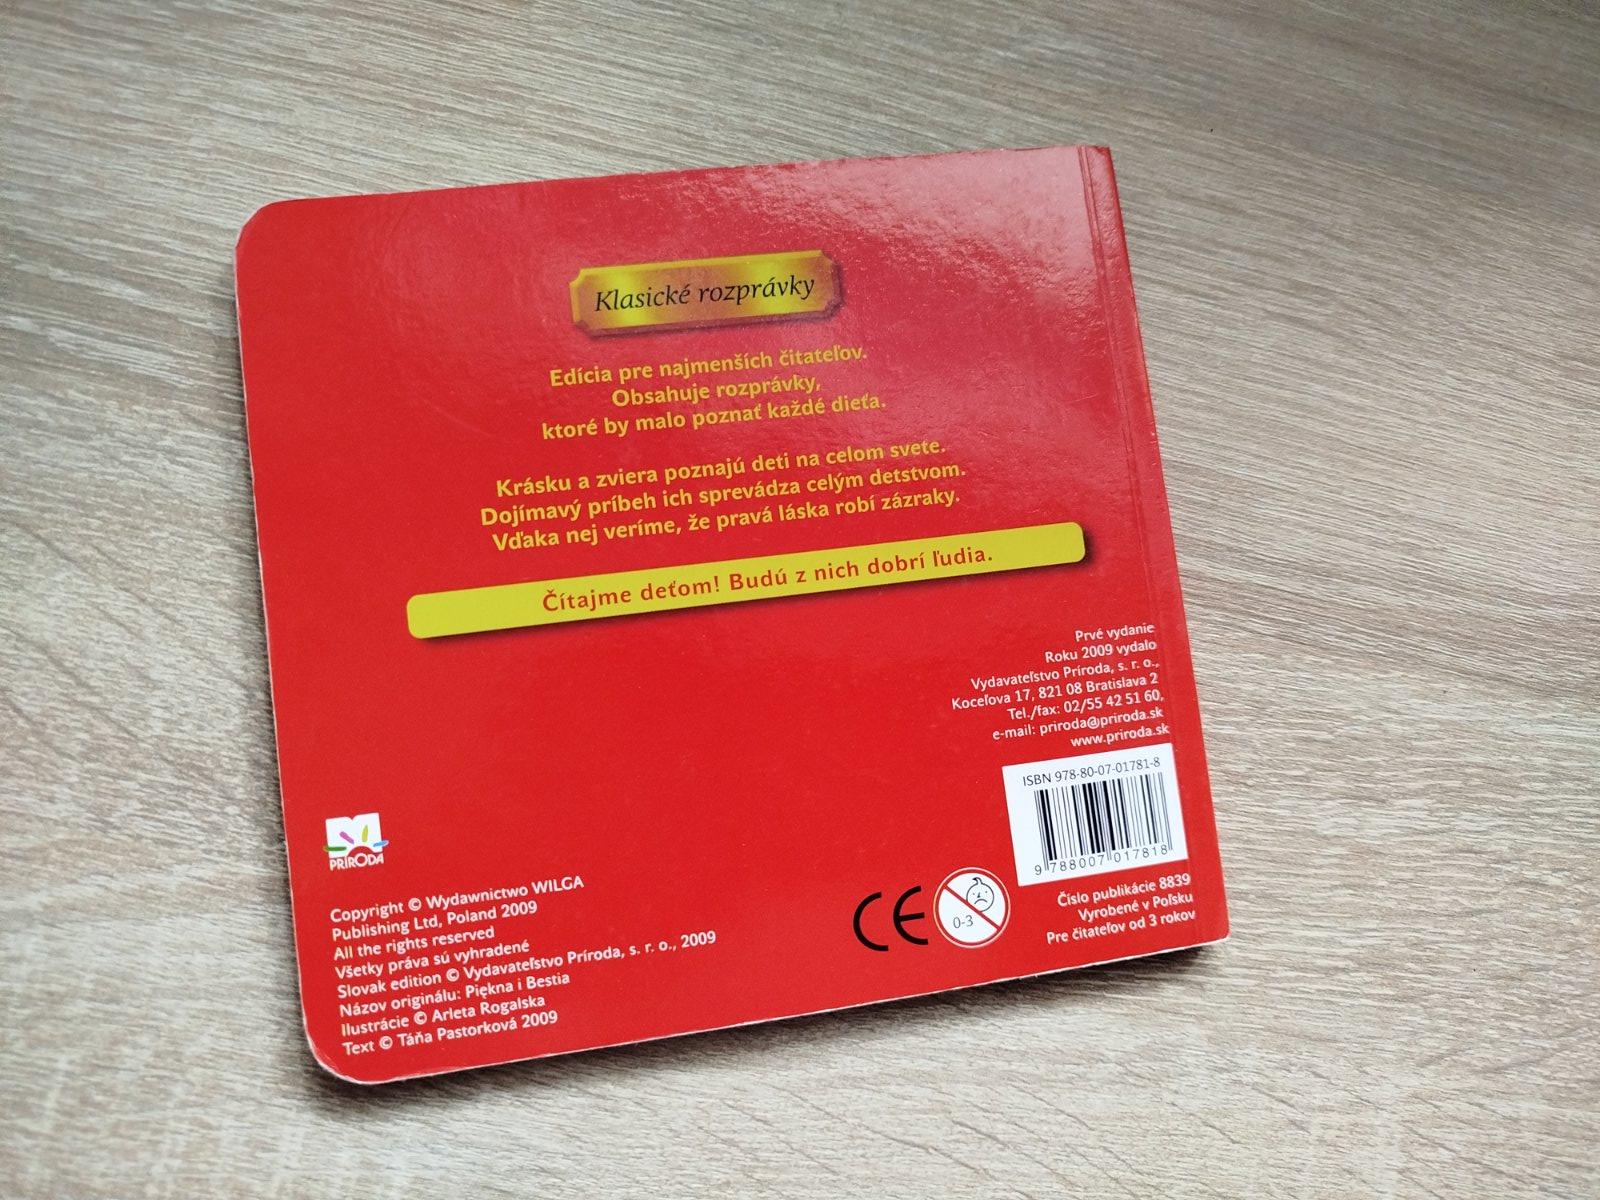 Klasické rozprávky
Edícia pre najmenších čitateľov.
Obsahuje rozprávky,
ktoré by malo poznať každé dieťa.
Krásku a zviera poznajú deti na celom svete.
Dojímavý príbeh ich sprevádza celým detstvom.
Vďaka nej veríme, že pravá láska robí zázraky.
Čítajme deťom! Budú z nich dobrí ľudia.
Prvé vydanie
Roku 2009 vydalo
Vydavateľstvo Príroda, s. r. o.,
Koceľova 17, 821 08 Bratislava 2
Tel./fax: 02/55 42 51 60,
e-mail: priroda@priroda.sk
www.priroda.sk
ISBN 978-80-07-01781-8
9 788007 017818
Číslo publikácie 8839
Vyrobené v Poľsku
Pre čitateľov od 3 rokov
CE
0-3
PRÍRODA
Copyright © Wydawnictwo WILGA
Publishing Ltd, Poland 2009
All the rights reserved
Všetky práva sú vyhradené
Slovak edition © Vydavateľstvo Príroda, s. r. o., 2009
Názov originálu: Piękna i Bestia
Ilustrácie © Arleta Rogalska
Text © Táňa Pastorková 2009